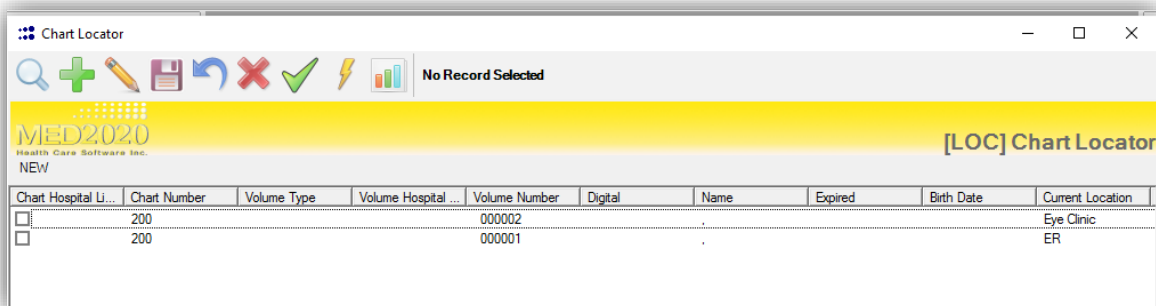 Chart Locator
No Record Selected
MED2020
Health Care Software Inc.
[LOC] Chart Locator
NEW
Chart Hospital Li... Chart Number Volume Type Volume Hospital ... Volume Number Digital Name Expired Birth Date Current Location
200 000002 . Eye Clinic
200 000001 . ER